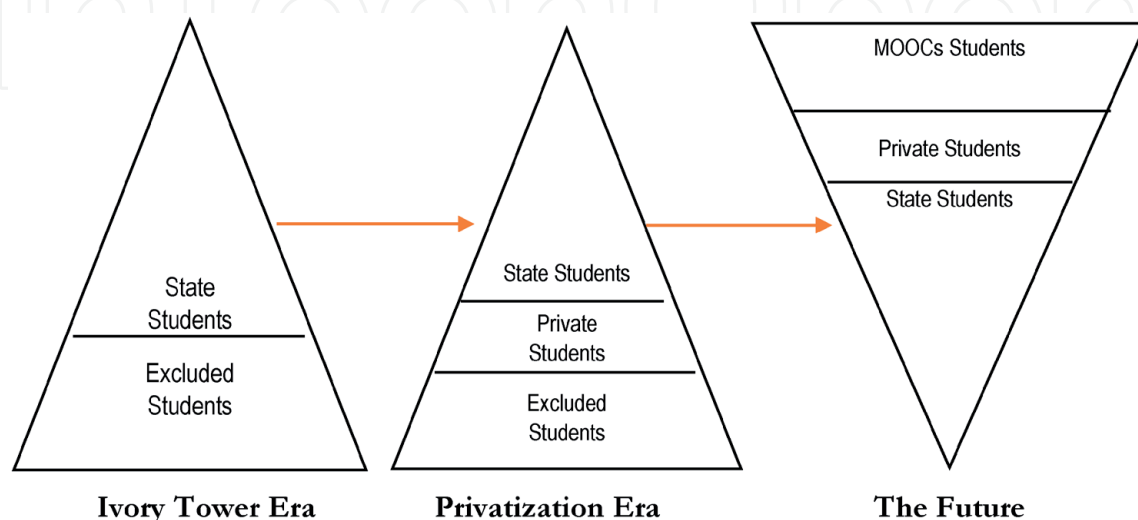 State
Students
Excluded
Students
Ivory Tower Era
State Students
Private
Students
Excluded
Students
Privatization Era
MOOCs Students
Private Students
State Students
The Future